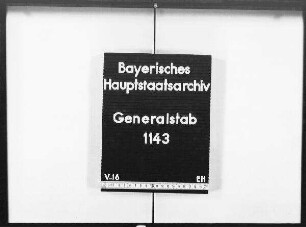 Bayerisches
Hauptstaatsarchiv
Generalstab
1143
V-16 EH